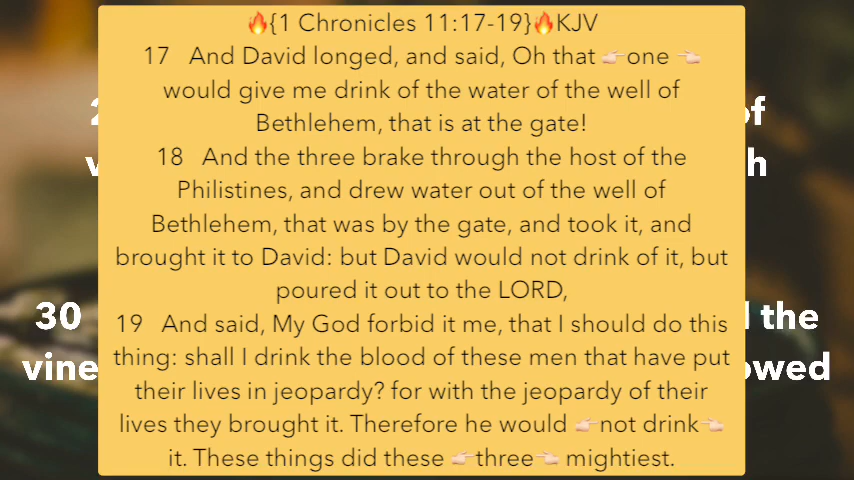 🔥{1 Chronicles 11:17-19}🔥KJV
17 And David longed, and said, Oh that 👉one 👈
would give me drink of the water of the well of
Bethlehem, that is at the gate!
18 And the three brake through the host of the
Philistines, and drew water out of the well of
Bethlehem, that was by the gate, and took it, and
brought it to David: but David would not drink of it, but
poured it out to the LORD,
19 And said, My God forbid it me, that I should do this
thing: shall I drink the blood of these men that have put
their lives in jeopardy? for with the jeopardy of their
lives they brought it. Therefore he would 👉not drink👈
it. These things did these 👉three👈 mightiest.
30 the
vine